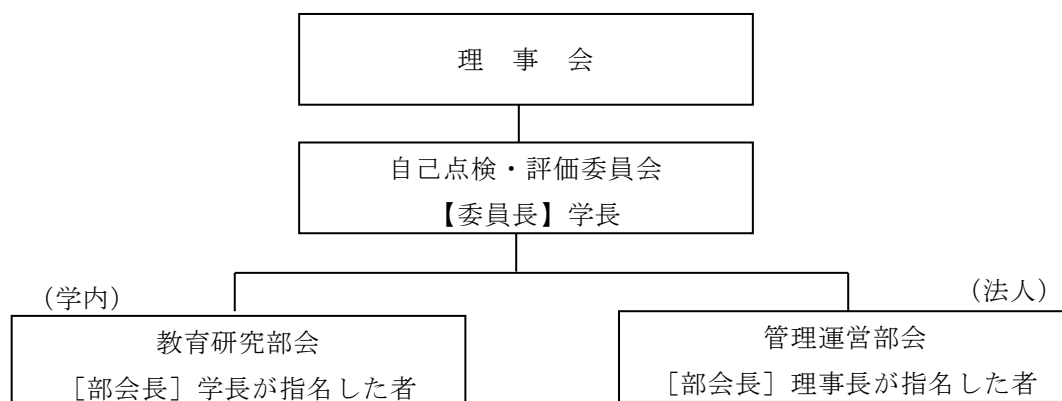 理 事 会
自己点検・評価委員会
【委員長】学長
（学内）
（法人）
教育研究部会
［部会長］学長が指名した者
管理運営部会
［部会長］理事長が指名した者